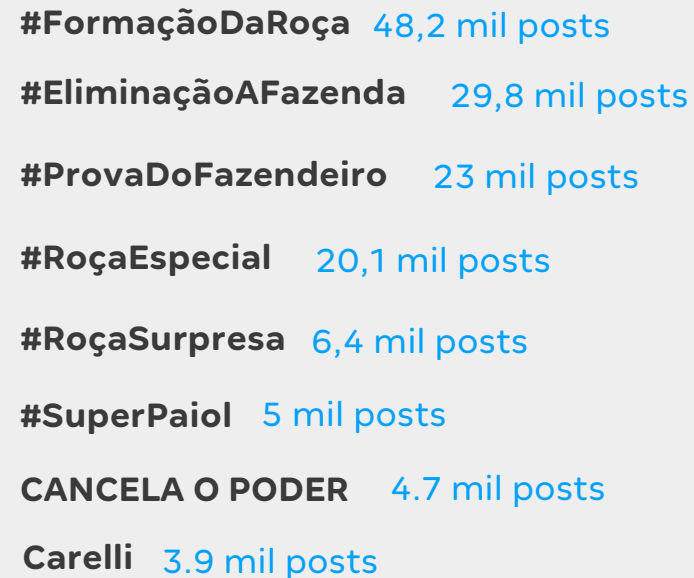 #FormaçãoDaRoça 48,2 mil posts
#EliminaçãoAFazenda 29,8 mil posts
#ProvaDoFazendeiro 23 mil posts
#RoçaEspecial 20,1 mil posts
#RoçaSurpresa 6,4 mil posts
#SuperPaiol 5 mil posts
CANCELA O PODER 4.7 mil posts
Carelli 3.9 mil posts